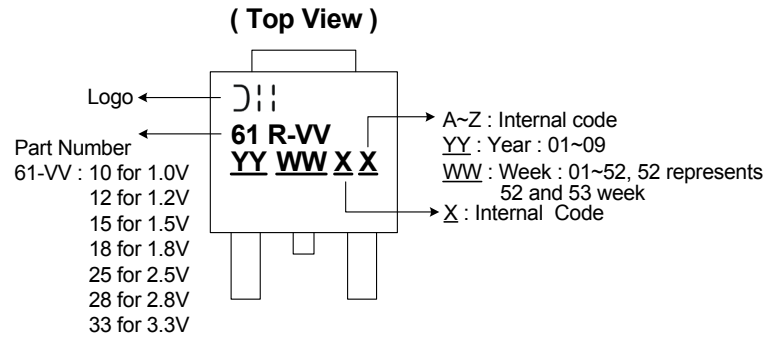 ( Top View )
Logo
61 R-VV
YY WW X X
Part Number
61-VV : 10 for 1.0V
12 for 1.2V
15 for 1.5V
18 for 1.8V
25 for 2.5V
28 for 2.8V
33 for 3.3V
A~Z : Internal code
YY : Year : 01~09
WW : Week : 01~52, 52 represents
52 and 53 week
X : Internal Code